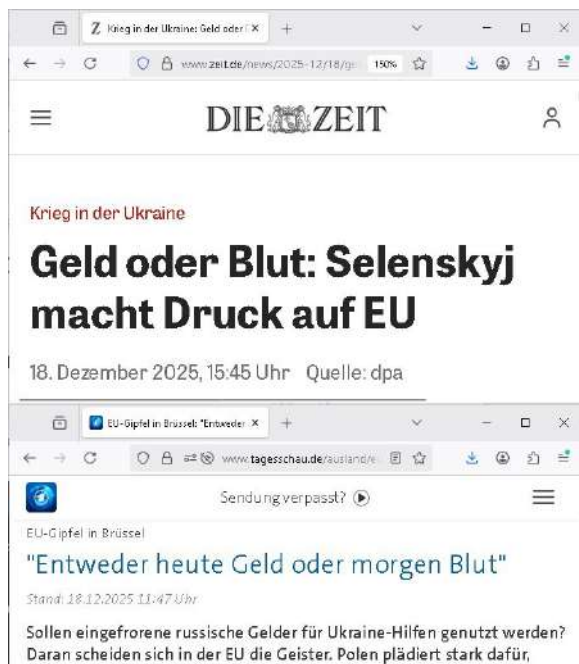 Z Krieg in der Ukraine: Geld oder
www.zeit.de/news/2025-12/18/ge 150%
DIE ZEIT
Krieg in der Ukraine
Geld oder Blut: Selenskyj
macht Druck auf EU
18. Dezember 2025, 15:45 Uhr Quelle: dpa
EU-Gipfel in Brüssel: "Entweder
www.tagesschau.de/ausland/e
Sendung verpasst?
EU-Gipfel in Brüssel
"Entweder heute Geld oder morgen Blut"
Stand: 18.12.2025 11:47 Uhr
Sollen eingefrorene russische Gelder für Ukraine-Hilfen genutzt werden?
Daran scheiden sich in der EU die Geister. Polen plädiert stark dafür,